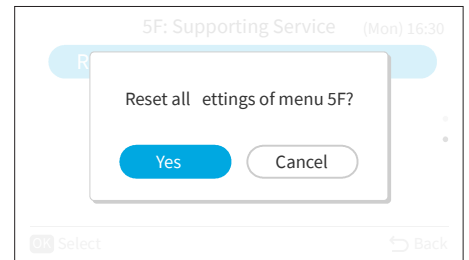 5F: Supporting Service (Mon) 16:30
R
Reset all ettings of menu 5F?
Yes Cancel
OK Select Back